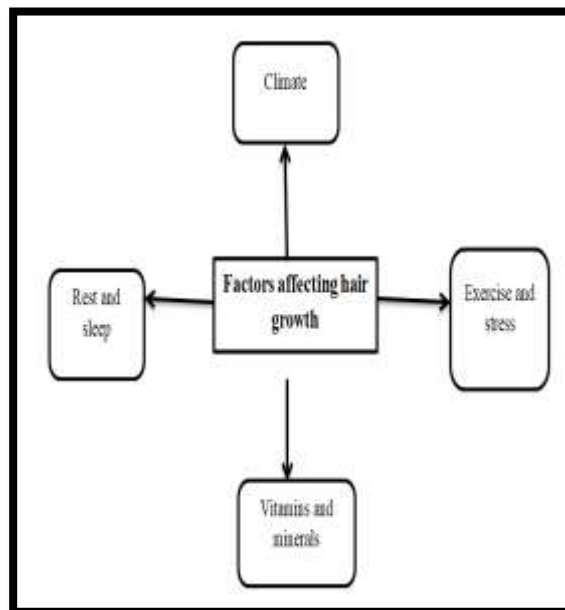 Climate
Factors affecting hair
growth
Rest and
sleep
Exercise and
stress
Vitamins and
minerals